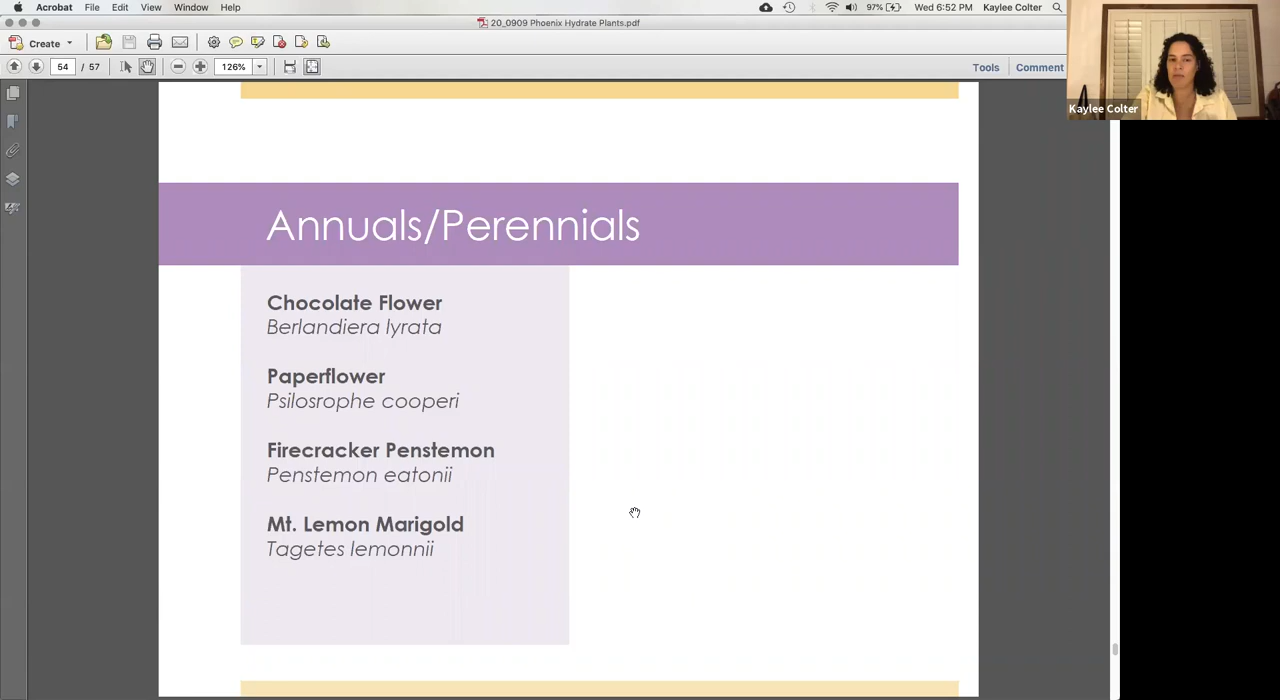 Acrobat File Edit View Window Help
97% Wed 6:52 PM Kaylee Colter
20_0909 Phoenix Hydrate Plants.pdf
Create
54 / 57 126% Tools Comment
Kaylee Colter
Annuals/Perennials
Chocolate Flower
Berlandiera lyrata
Paperflower
Psilosrophe cooperi
Firecracker Penstemon
Penstemon eatonii
Mt. Lemon Marigold
Tagetes lemonnii